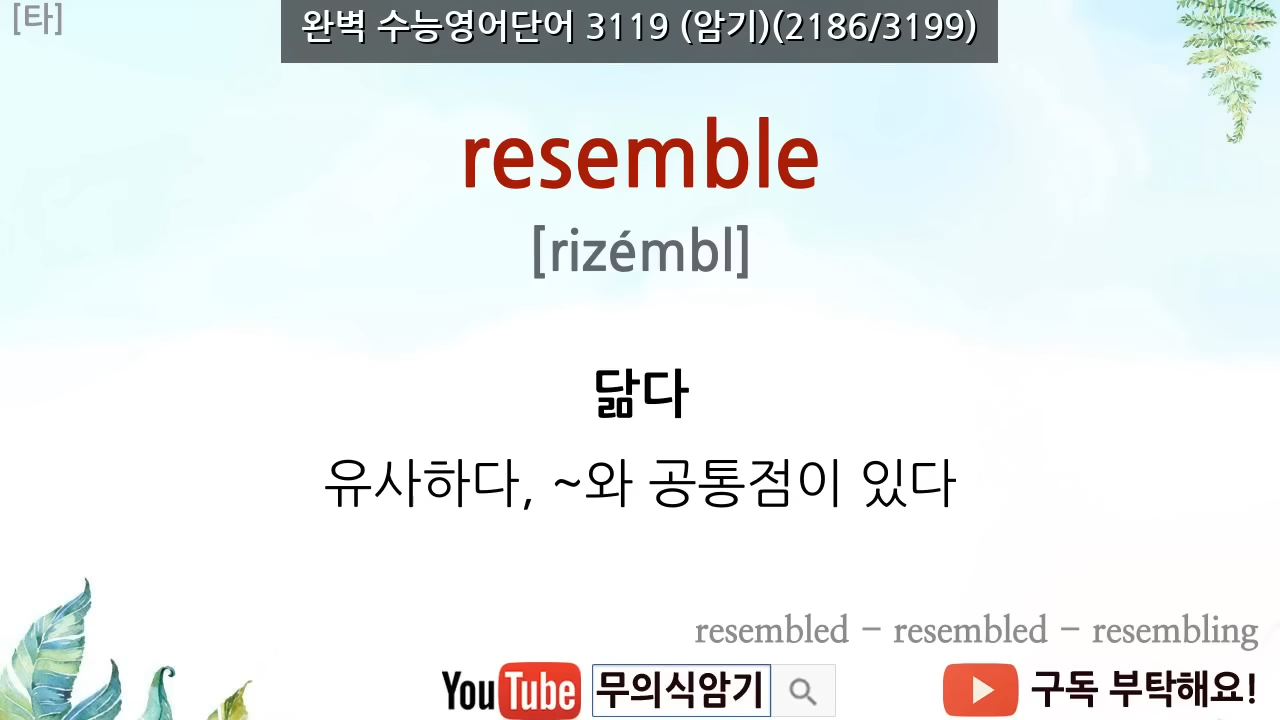 [타]
완벽 수능영어단어 3119 (암기)(2186/3199)
resemble
[rizémbl]
닮다
유사하다, ~와 공통점이 있다
resembled - resembled - resembling
YouTube 무의식암기 구독 부탁해요!